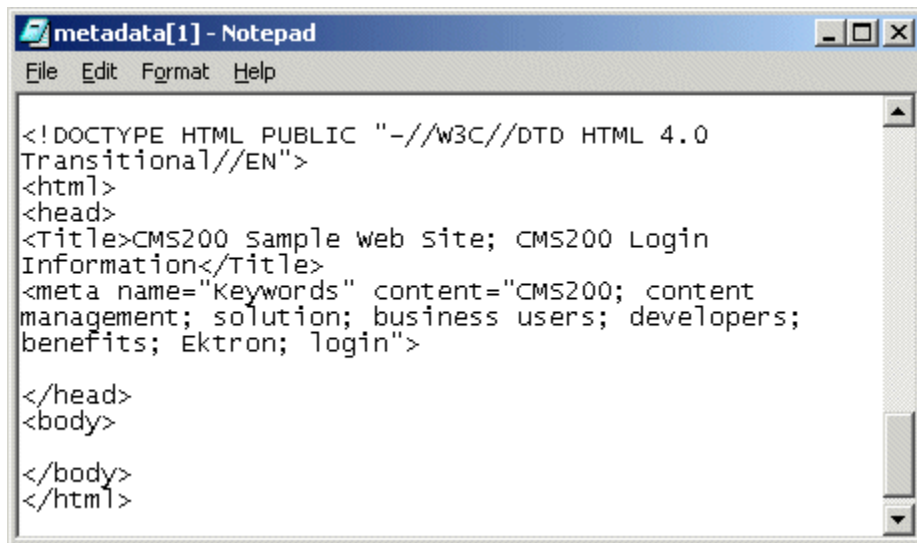 metadata[1] - Notepad
File Edit Format Help
<!DOCTYPE HTML PUBLIC "-//W3C//DTD HTML 4.0
Transitional//EN">
<html>
<head>
<Title>CMS200 Sample Web Site; CMS200 Login
Information</Title>
<meta name="Keywords" content="CMS200; content
management; solution; business users; developers;
benefits; Ektron; login">
</head>
<body>
</body>
</html>